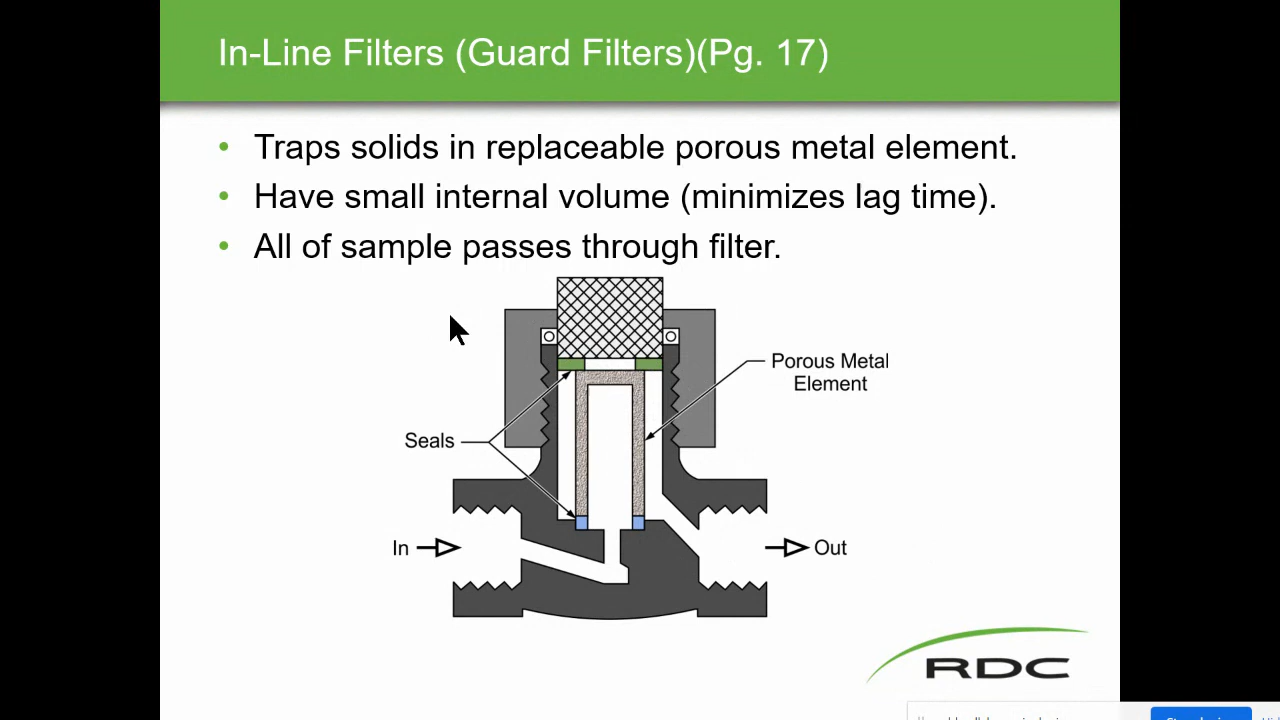 In-Line Filters (Guard Filters)(Pg. 17)
• Traps solids in replaceable porous metal element.
• Have small internal volume (minimizes lag time).
• All of sample passes through filter.
Porous Metal
Element
Seals
In
Out
RDC